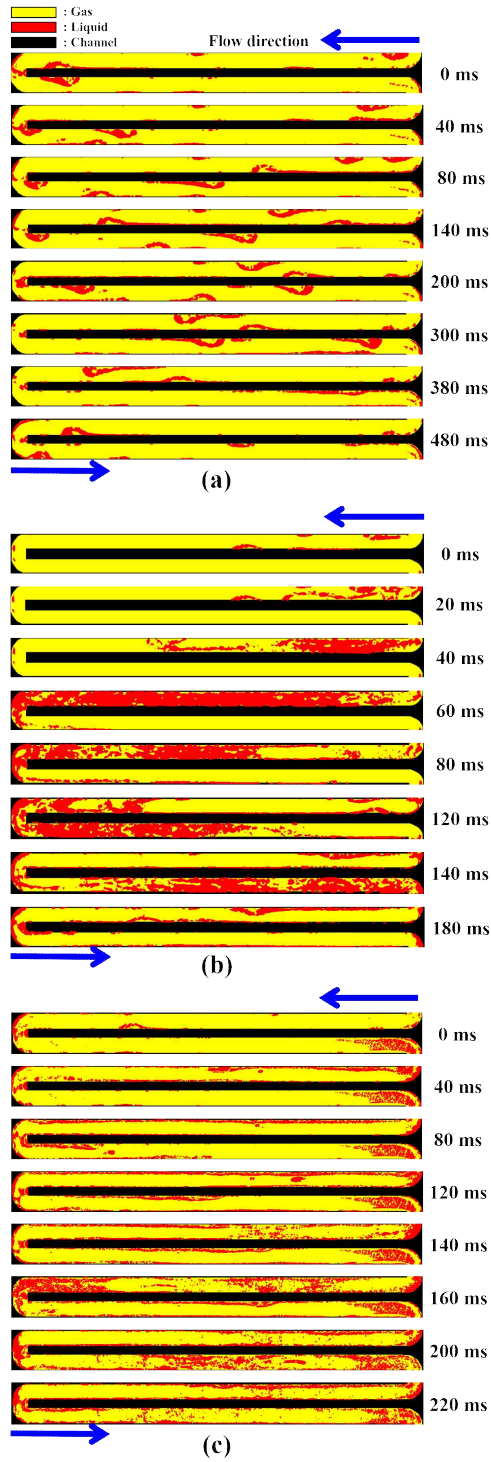 : Gas
: Liquid
: Channel
Flow direction
0 ms
40 ms
80 ms
140 ms
200 ms
300 ms
380 ms
480 ms
(a)
0 ms
20 ms
40 ms
60 ms
80 ms
120 ms
140 ms
180 ms
(b)
0 ms
40 ms
80 ms
120 ms
140 ms
160 ms
200 ms
220 ms
(c)